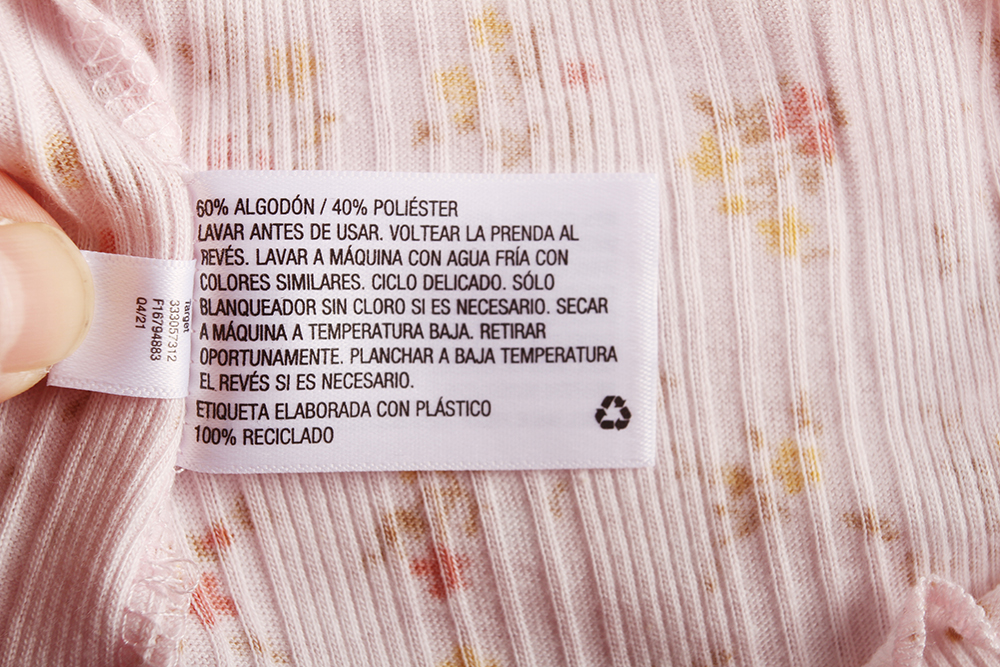 60% ALGODÓN / 40% POLIÉSTER
LAVAR ANTES DE USAR. VOLTEAR LA PRENDA AL
REVÉS. LAVAR A MÁQUINA CON AGUA FRÍA CON
COLORES SIMILARES. CICLO DELICADO. SÓLO
BLANQUEADOR SIN CLORO SI ES NECESARIO. SECAR
A MÁQUINA A TEMPERATURA BAJA. RETIRAR
OPORTUNAMENTE. PLANCHAR A BAJA TEMPERATURA
EL REVÉS SI ES NECESARIO.
ETIQUETA ELABORADA CON PLÁSTICO
100% RECICLADO
Target
333057312
F16794883
Q4/21